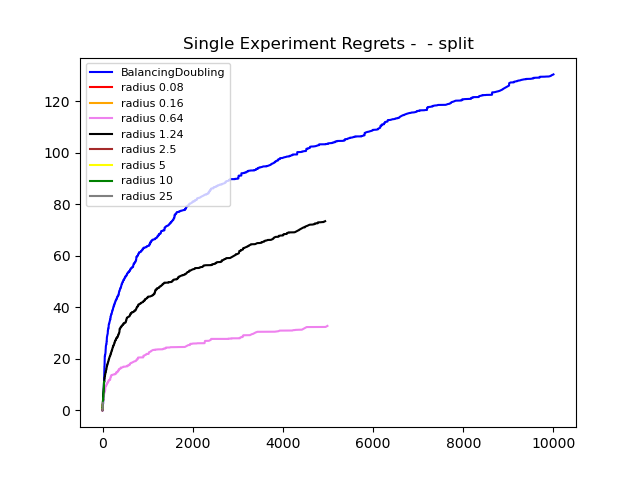 Single Experiment Regrets -  - split
BalancingDoubling
radius 0.08
radius 0.16
radius 0.64
radius 1.24
radius 2.5
radius 5
radius 10
radius 25
120
100
80
60
40
20
0
0 2000 4000 6000 8000 10000